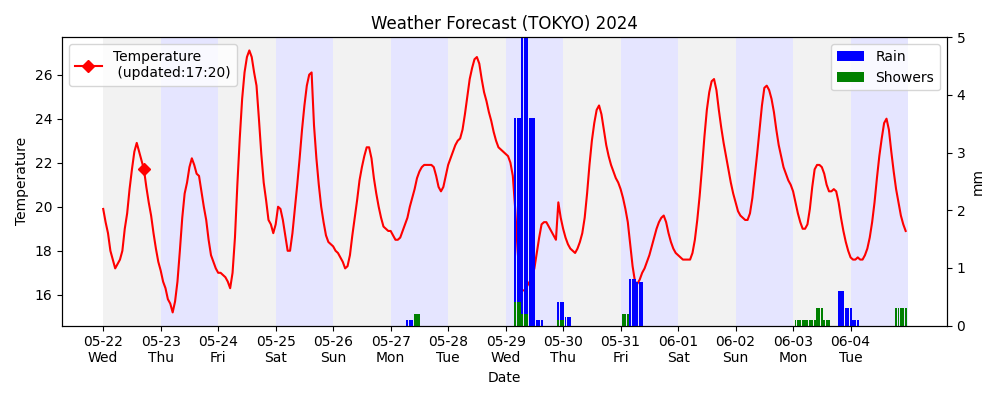 Weather Forecast (TOKYO) 2024
Temperature
(updated:17:20)
Rain
Showers
Temperature
26
24
22
20
18
16
5
4
3
2
1
0
mm
05-22 05-23 05-24 05-25 05-26 05-27 05-28 05-29 05-30 05-31 06-01 06-02 06-03 06-04
Wed Thu Fri Sat Sun Mon Tue Wed Thu Fri Sat Sun Mon Tue
Date